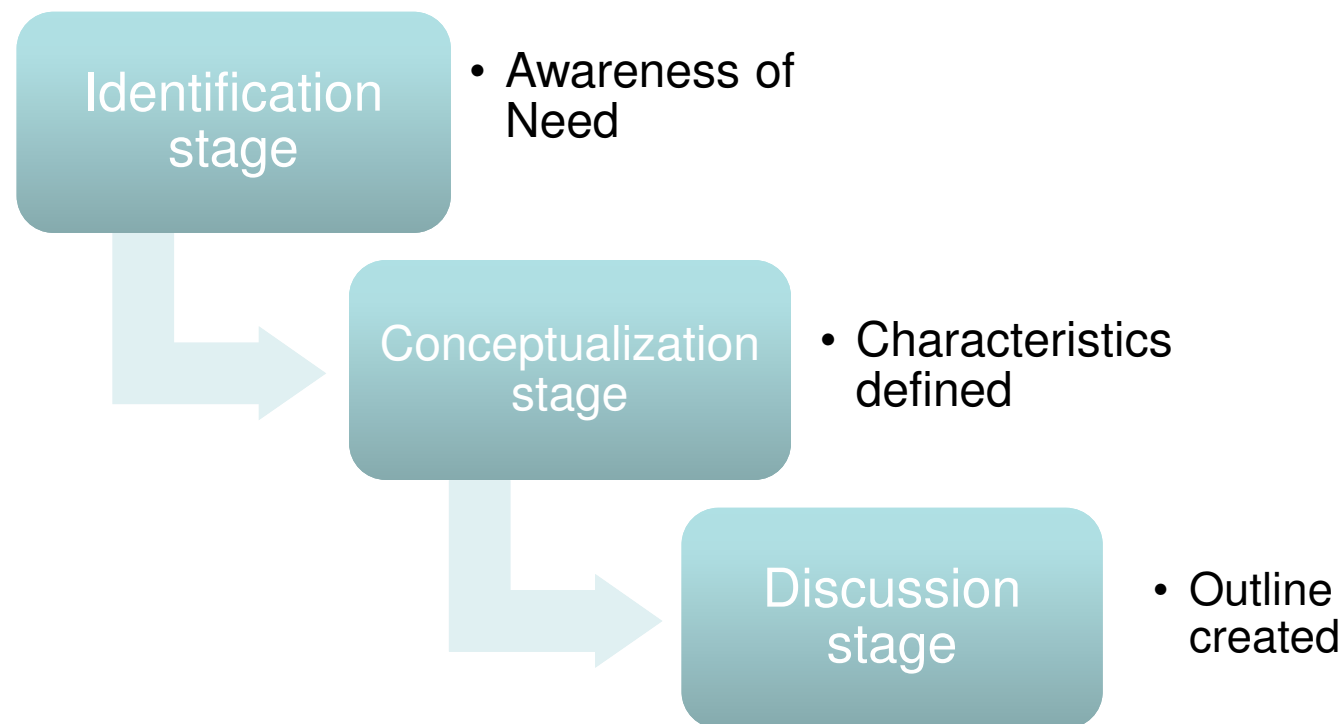 Identification
stage
• Awareness of
Need
Conceptualization
stage
• Characteristics
defined
Discussion
stage
• Outline
created